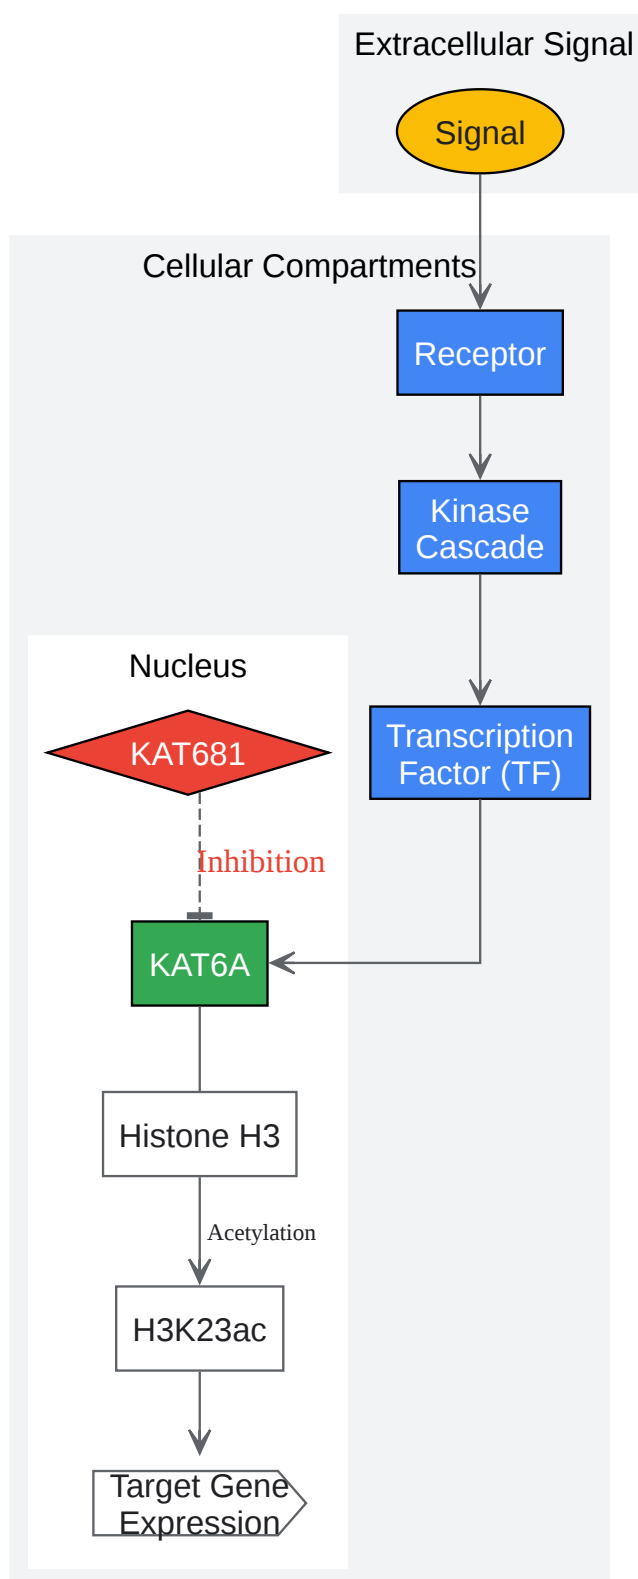 Extracellular Signal
Signal
Cellular Compartments
Receptor
Kinase
Cascade
Nucleus
KAT681
Transcription
Factor (TF)
Inhibition
KAT6A
Histone H3
Acetylation
H3K23ac
Target Gene
Expression